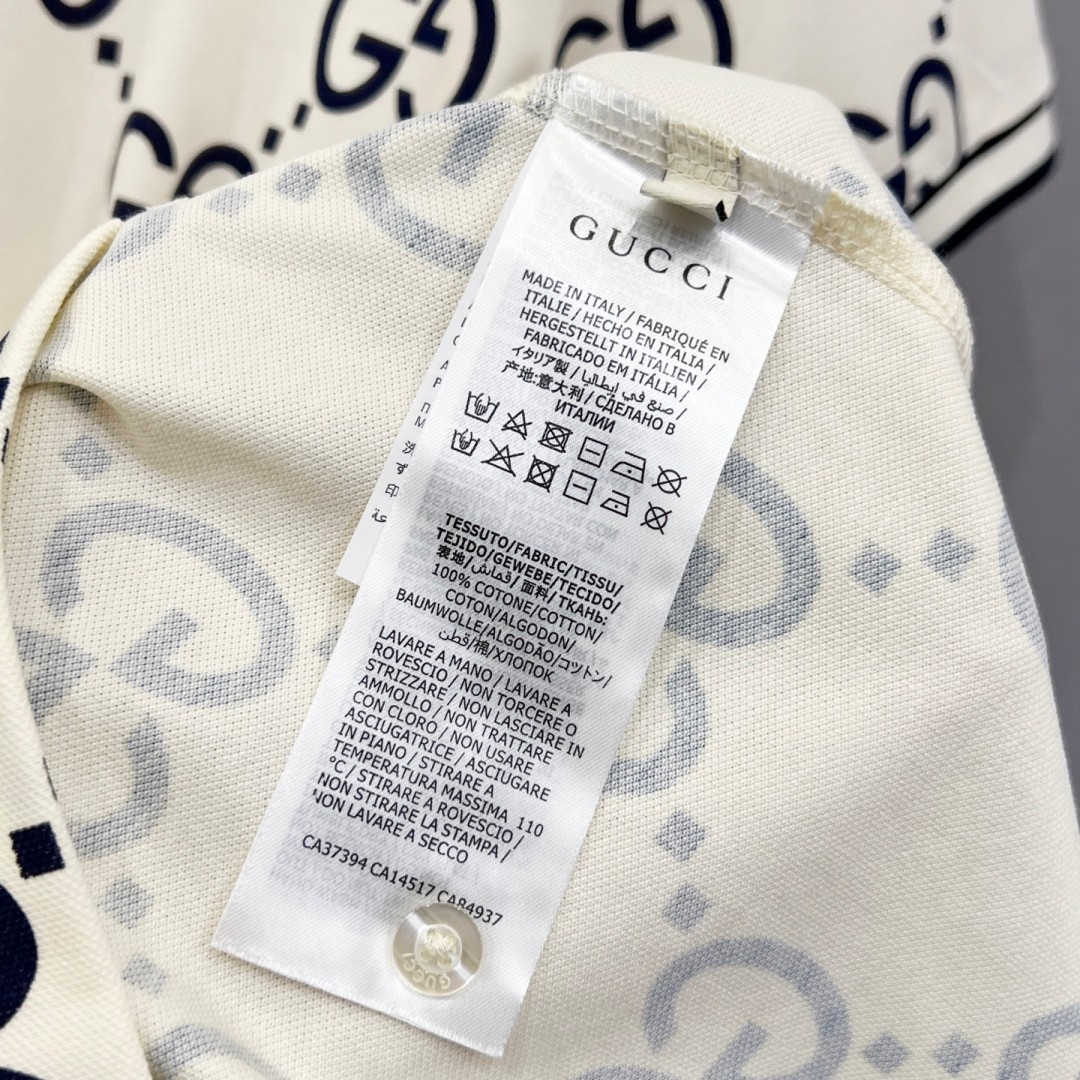 GUCCI
MADE IN ITALY / FABRIQUÉ EN
ITALIE / HECHO EN ITALIA /
HERGESTELLT IN ITALIEN /
FABRICADO EM ITÁLIA /
イタリア製 / صنع في إيطاليا /
产地:意大利 / СДЕЛАНО В
ИТАЛИИ
TESSUTO/FABRIC/TISSU/
TEJIDO/GEWEBE/TECIDO/
表地/قماش/面料/ТКАНЬ:
100% COTONE/COTTON/
COTON/ALGODON/
BAUMWOLLE/ALGODÃO/コットン/
قطن/棉/ХЛОПОК
LAVARE A MANO / LAVARE A
ROVESCIO / NON TORCERE O
STRIZZARE / NON LASCIARE IN
AMMOLLO / NON TRATTARE
CON CLORO / NON USARE
ASCIUGATRICE / ASCIUGARE
IN PIANO / STIRARE A
TEMPERATURA MASSIMA 110
°C / STIRARE A ROVESCIO /
NON STIRARE LA STAMPA /
NON LAVARE A SECCO
CA37394 CA14517 CA84937
GUCCI